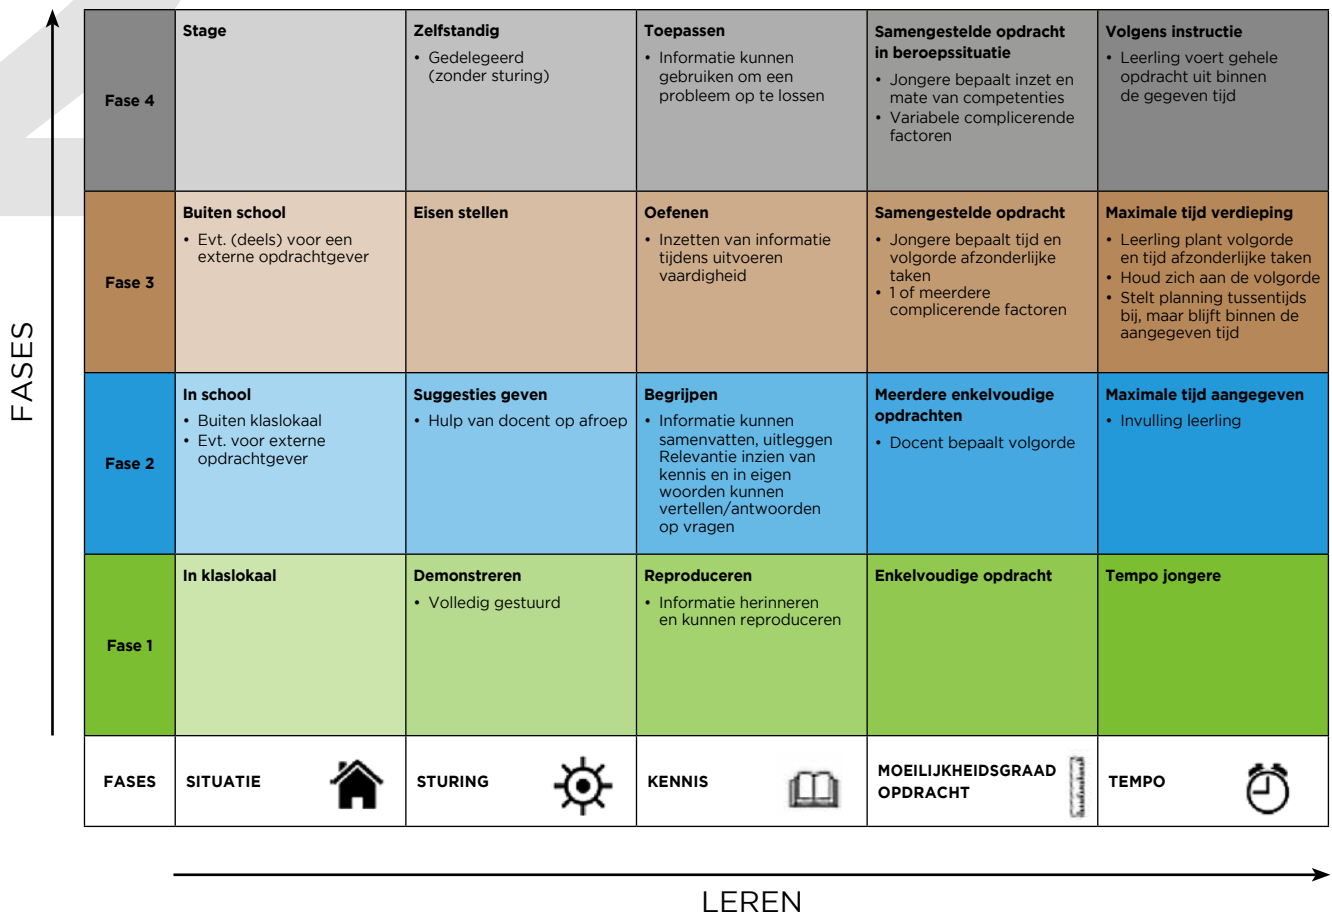 FASES
Fase 4
Stage
Zelfstandig
• Gedelegeerd
(zonder sturing)
Toepassen
• Informatie kunnen
gebruiken om een
probleem op te lossen
Samengestelde opdracht
in beroepssituatie
• Jongere bepaalt inzet en
mate van competenties
• Variabele complicerende
factoren
Volgens instructie
• Leerling voert gehele
opdracht uit binnen
de gegeven tijd
Fase 3
Buiten school
• Evt. (deels) voor een
externe opdrachtgever
Eisen stellen
Oefenen
• Inzetten van informatie
tijdens uitvoeren
vaardigheid
Samengestelde opdracht
• Jongere bepaalt tijd en
volgorde afzonderlijke
taken
• 1 of meerdere
complicerende factoren
Maximale tijd verdieping
• Leerling plant volgorde
en tijd afzonderlijke taken
• Houd zich aan de volgorde
• Stelt planning tussentijds
bij, maar blijft binnen de
aangegeven tijd
Fase 2
In school
• Buiten klaslokaal
• Evt. voor externe
opdrachtgever
Suggesties geven
• Hulp van docent op afroep
Begrijpen
• Informatie kunnen
samenvatten, uitleggen
Relevantie inzien van
kennis en in eigen
woorden kunnen
vertellen/antwoorden
op vragen
Meerdere enkelvoudige
opdrachten
• Docent bepaalt volgorde
Maximale tijd aangegeven
• Invulling leerling
Fase 1
In klaslokaal
Demonstreren
• Volledig gestuurd
Reproduceren
• Informatie herinneren
en kunnen reproduceren
Enkelvoudige opdracht
Tempo jongere
FASES
SITUATIE
STURING
KENNIS
MOEILIJKHEIDSGRAAD
OPDRACHT
TEMPO
LEREN